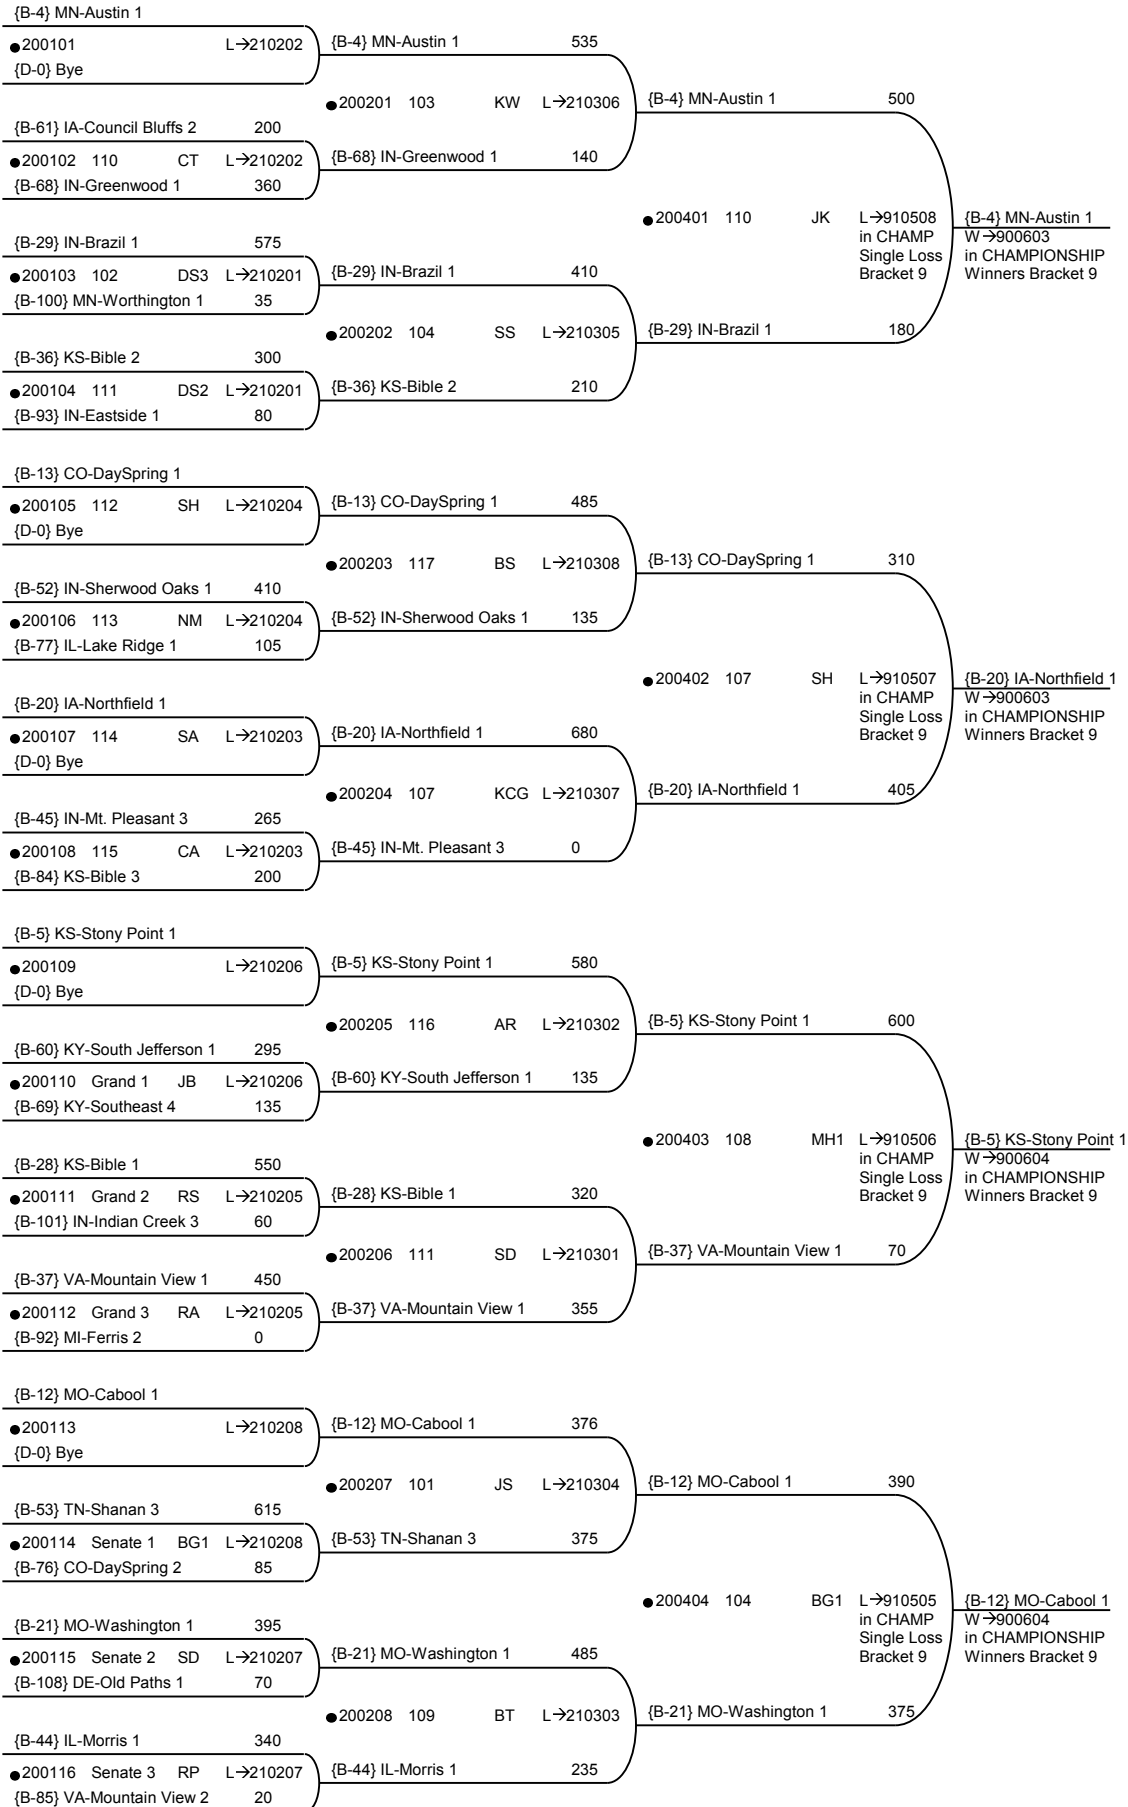 {B-4} MN-Austin 1
●200101 L→210202
{D-0} Bye
{B-61} IA-Council Bluffs 2 200
●200102 110 CT L→210202
{B-68} IN-Greenwood 1 360
{B-29} IN-Brazil 1 575
●200103 102 DS3 L→210201
{B-100} MN-Worthington 1 35
{B-36} KS-Bible 2 300
●200104 111 DS2 L→210201
{B-93} IN-Eastside 1 80
{B-13} CO-DaySpring 1
●200105 112 SH L→210204
{D-0} Bye
{B-52} IN-Sherwood Oaks 1 410
●200106 113 NM L→210204
{B-77} IL-Lake Ridge 1 105
{B-20} IA-Northfield 1
●200107 114 SA L→210203
{D-0} Bye
{B-45} IN-Mt. Pleasant 3 265
●200108 115 CA L→210203
{B-84} KS-Bible 3 200
{B-5} KS-Stony Point 1
●200109 L→210206
{D-0} Bye
{B-60} KY-South Jefferson 1 295
●200110 Grand 1 JB L→210206
{B-69} KY-Southeast 4 135
{B-28} KS-Bible 1 550
●200111 Grand 2 RS L→210205
{B-101} IN-Indian Creek 3 60
{B-37} VA-Mountain View 1 450
●200112 Grand 3 RA L→210205
{B-92} MI-Ferris 2 0
{B-12} MO-Cabool 1
●200113 L→210208
{D-0} Bye
{B-53} TN-Shanan 3 615
●200114 Senate 1 BG1 L→210208
{B-76} CO-DaySpring 2 85
{B-21} MO-Washington 1 395
●200115 Senate 2 SD L→210207
{B-108} DE-Old Paths 1 70
{B-44} IL-Morris 1 340
●200116 Senate 3 RP L→210207
{B-85} VA-Mountain View 2 20
{B-4} MN-Austin 1 535
●200201 103 KW L→210306
{B-68} IN-Greenwood 1 140
{B-29} IN-Brazil 1 410
●200202 104 SS L→210305
{B-36} KS-Bible 2 210
{B-13} CO-DaySpring 1 485
●200203 117 BS L→210308
{B-52} IN-Sherwood Oaks 1 135
{B-20} IA-Northfield 1 680
●200204 107 KCG L→210307
{B-45} IN-Mt. Pleasant 3 0
{B-5} KS-Stony Point 1 580
●200205 116 AR L→210302
{B-60} KY-South Jefferson 1 135
{B-28} KS-Bible 1 320
●200206 111 SD L→210301
{B-37} VA-Mountain View 1 355
{B-12} MO-Cabool 1 376
●200207 101 JS L→210304
{B-53} TN-Shanan 3 375
{B-21} MO-Washington 1 485
●200208 109 BT L→210303
{B-44} IL-Morris 1 235
{B-4} MN-Austin 1 500
●200401 110 JK L→910508
in CHAMP
Single Loss
Bracket 9
{B-29} IN-Brazil 1 180
{B-13} CO-DaySpring 1 310
●200402 107 SH L→910507
in CHAMP
Single Loss
Bracket 9
{B-20} IA-Northfield 1 405
{B-5} KS-Stony Point 1 600
●200403 108 MH1 L→910506
in CHAMP
Single Loss
Bracket 9
{B-37} VA-Mountain View 1 70
{B-12} MO-Cabool 1 390
●200404 104 BG1 L→910505
in CHAMP
Single Loss
Bracket 9
{B-21} MO-Washington 1 375
{B-4} MN-Austin 1
W→900603
in CHAMPIONSHIP
Winners Bracket 9
{B-20} IA-Northfield 1
W→900603
in CHAMPIONSHIP
Winners Bracket 9
{B-5} KS-Stony Point 1
W→900604
in CHAMPIONSHIP
Winners Bracket 9
{B-12} MO-Cabool 1
W→900604
in CHAMPIONSHIP
Winners Bracket 9